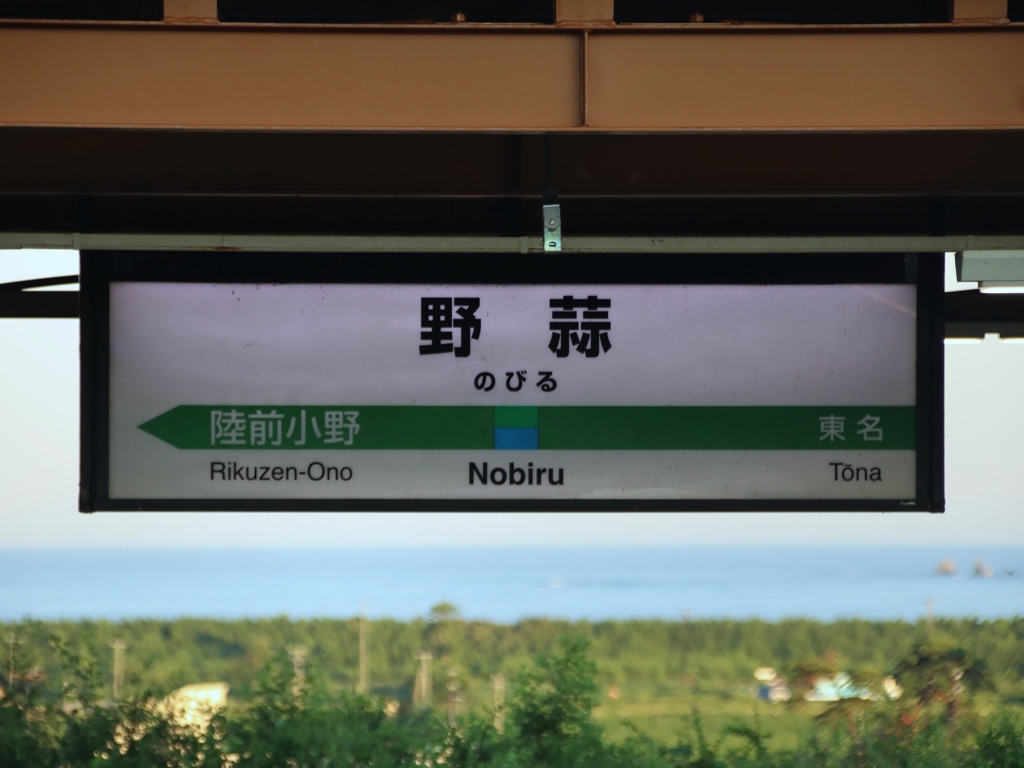 野 蒜
のびる
陸前小野 東名
Rikuzen-Ono Nobiru Tōna